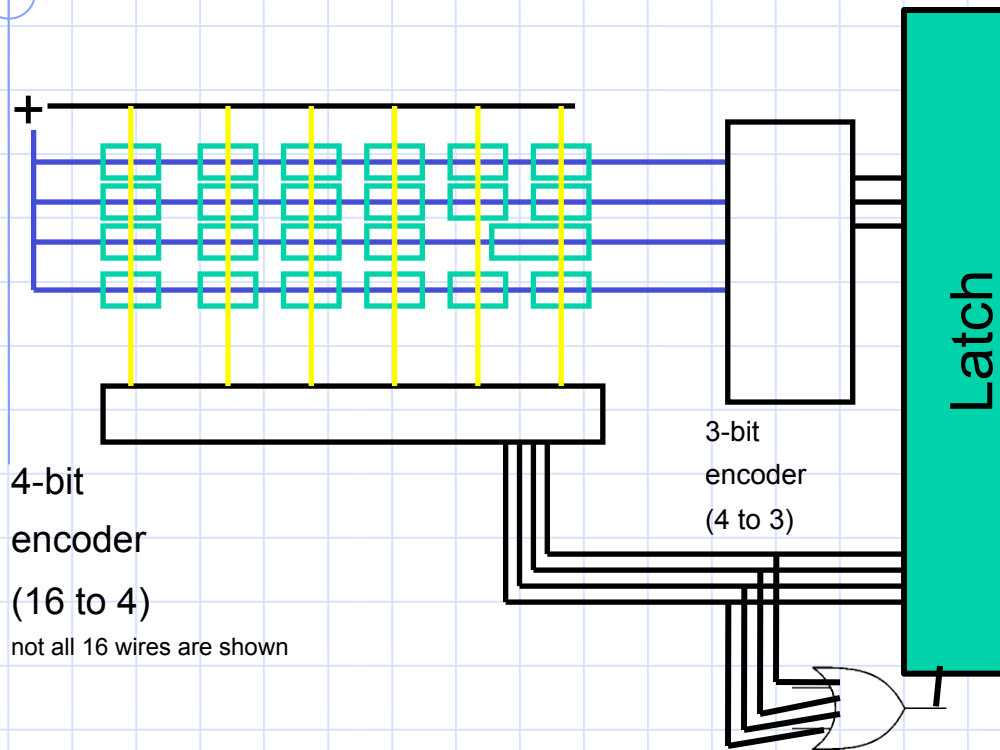 +
Latch
3-bit
encoder
(4 to 3)
4-bit
encoder
(16 to 4)
not all 16 wires are shown